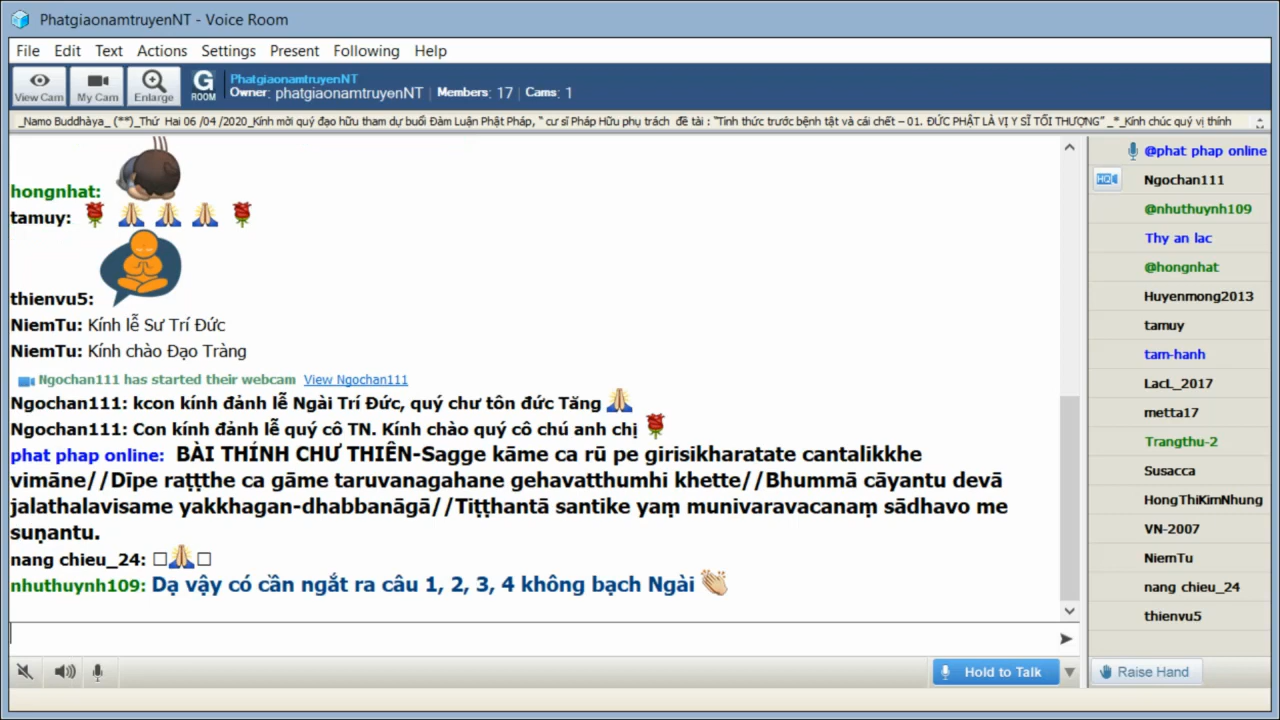 PhatgiaonamtruyenNT - Voice Room
File Edit Text Actions Settings Present Following Help
View Cam My Cam Enlarge G ROOM
PhatgiaonamtruyenNT
Owner: phatgiaonamtruyenNT | Members: 17 | Cams: 1
_Namo Buddhàya_ (**)_Thứ Hai 06 /04 /2020_Kính mời quý đạo hữu tham dự buổi Đàm Luận Phật Pháp, “ cư sĩ Pháp Hữu phụ trách đề tài : “Tỉnh thức trước bệnh tật và cái chết – 01. ĐỨC PHẬT LÀ VỊ Y SĨ TỐI THƯỢNG” _*_Kính chúc quý vị thính
hongnhat:
tamuy:
thienvu5:
NiemTu: Kính lễ Sư Trí Đức
NiemTu: Kính chào Đạo Tràng
Ngochan111 has started their webcam View Ngochan111
Ngochan111: kcon kính đảnh lễ Ngài Trí Đức, quý chư tôn đức Tăng
Ngochan111: Con kính đảnh lễ quý cô TN. Kính chào quý cô chú anh chị
phat phap online: BÀI THỈNH CHƯ THIÊN-Sagge kāme ca rū pe girisikharatate cantalikkhe
vimāne//Dīpe raṭṭthe ca gāme taruvanagahane gehavatthumhi khette//Bhummā cāyantu devā
jalathalavisame yakkhagan-dhabbanāgā//Tiṭṭhantā santike yaṃ munivaravacanaṃ sādhavo me
suṇantu.
nang chieu_24:
nhuthuynh109: Dạ vậy có cần ngắt ra câu 1, 2, 3, 4 không bạch Ngài
@phat phap online
HQ
Ngochan111
@nhuthuynh109
Thy an lac
@hongnhat
Huyenmong2013
tamuy
tam-hanh
LacL_2017
metta17
Trangthu-2
Susacca
HongThiKimNhung
VN-2007
NiemTu
nang chieu_24
thienvu5
Hold to Talk
Raise Hand